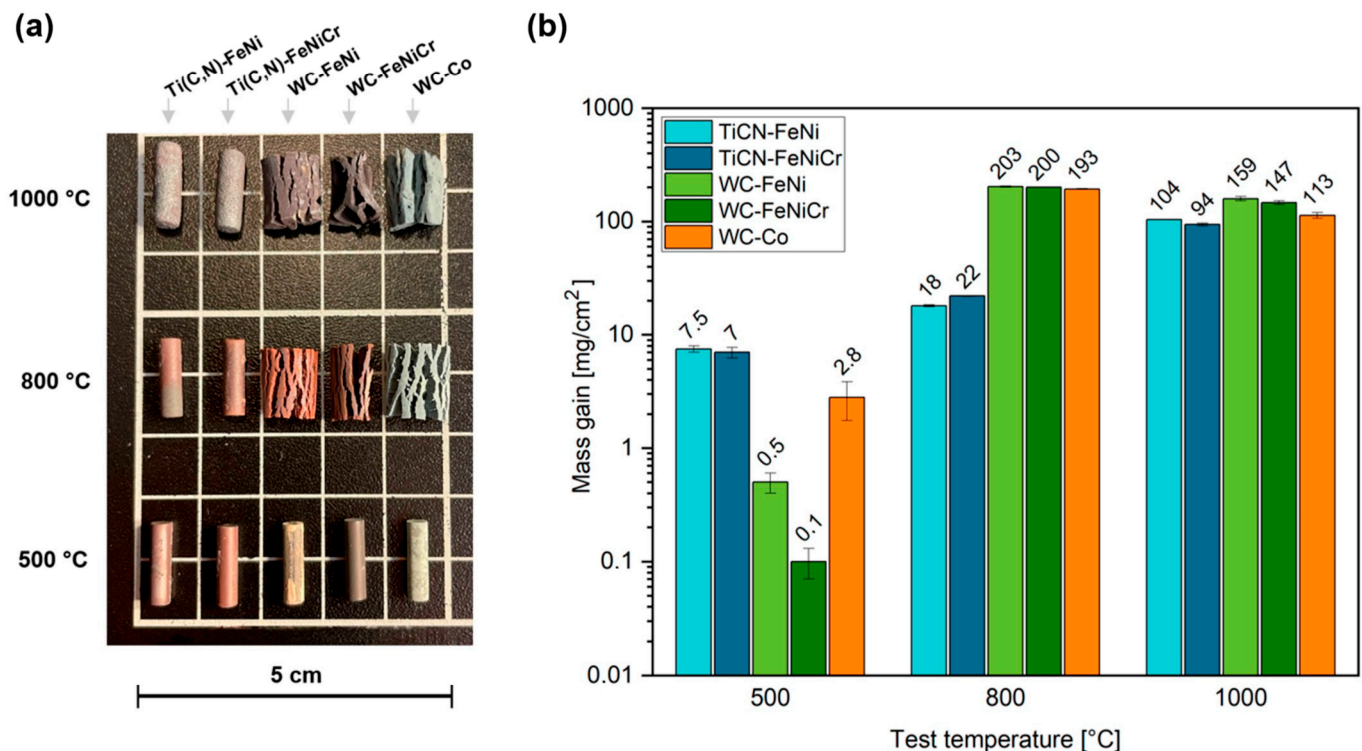 (a)
Ti(C,N)-FeNi
Ti(C,N)-FeNiCr
WC-FeNi
WC-FeNiCr
WC-Co
1000 °C
800 °C
500 °C
5 cm
(b)
Mass gain [mg/cm²]
1000
100
10
1
0.1
0.01
TiCN-FeNi
TiCN-FeNiCr
WC-FeNi
WC-FeNiCr
WC-Co
7.5
7
0.5
0.1
2.8
18
22
203
200
193
104
94
159
147
113
500
800
1000
Test temperature [°C]